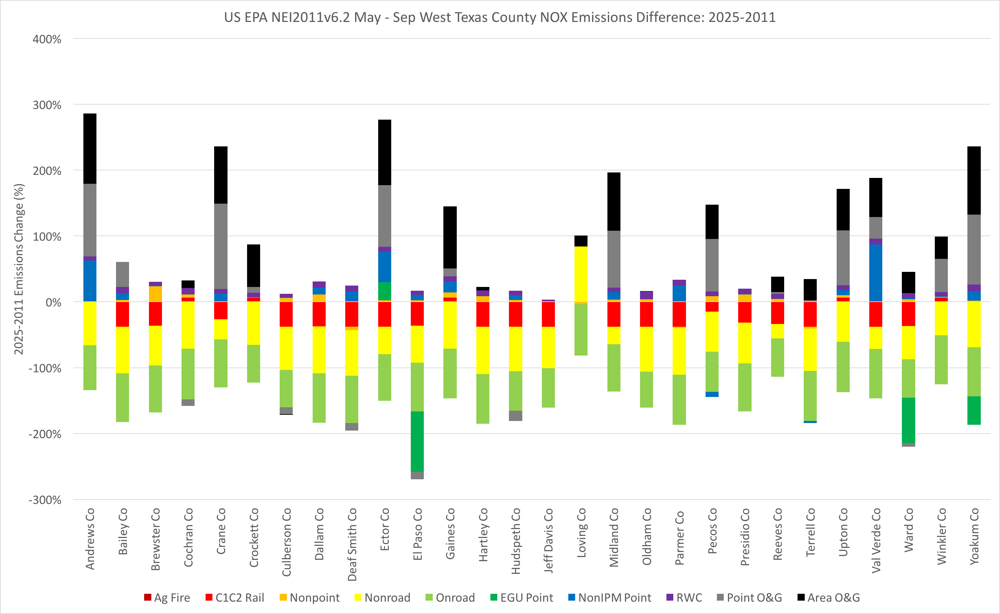 US EPA NEI2011v6.2 May - Sep West Texas County NOX Emissions Difference: 2025-2011
400%
300%
200%
100%
0%
-100%
-200%
-300%
2025-2011 Emissions Change (%)
Andrews Co
Bailey Co
Brewster Co
Cochran Co
Crane Co
Crockett Co
Culberson Co
Dallam Co
Deaf Smith Co
Ector Co
El Paso Co
Gaines Co
Hartley Co
Hudspeth Co
Jeff Davis Co
Loving Co
Midland Co
Oldham Co
Parmer Co
Pecos Co
Presidio Co
Reeves Co
Terrell Co
Upton Co
Val Verde Co
Ward Co
Winkler Co
Yoakum Co
Ag Fire C1C2 Rail Nonpoint Nonroad Onroad EGU Point NonIPM Point RWC Point O&G Area O&G